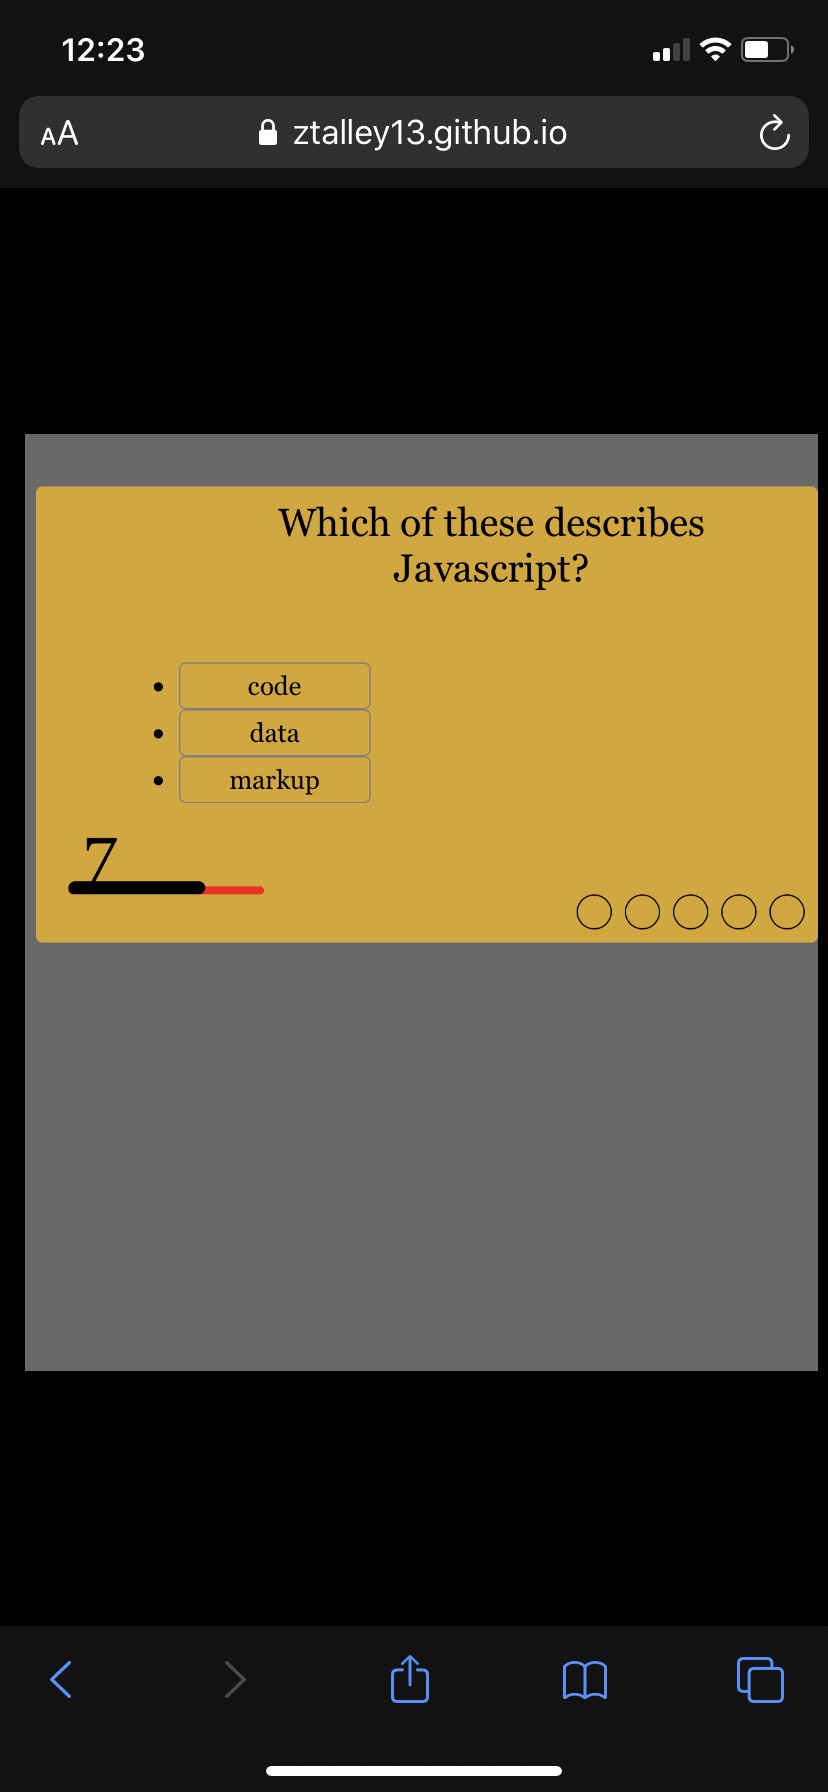 12:23
AA ztalley13.github.io
Which of these describes
Javascript?
code
data
markup
7